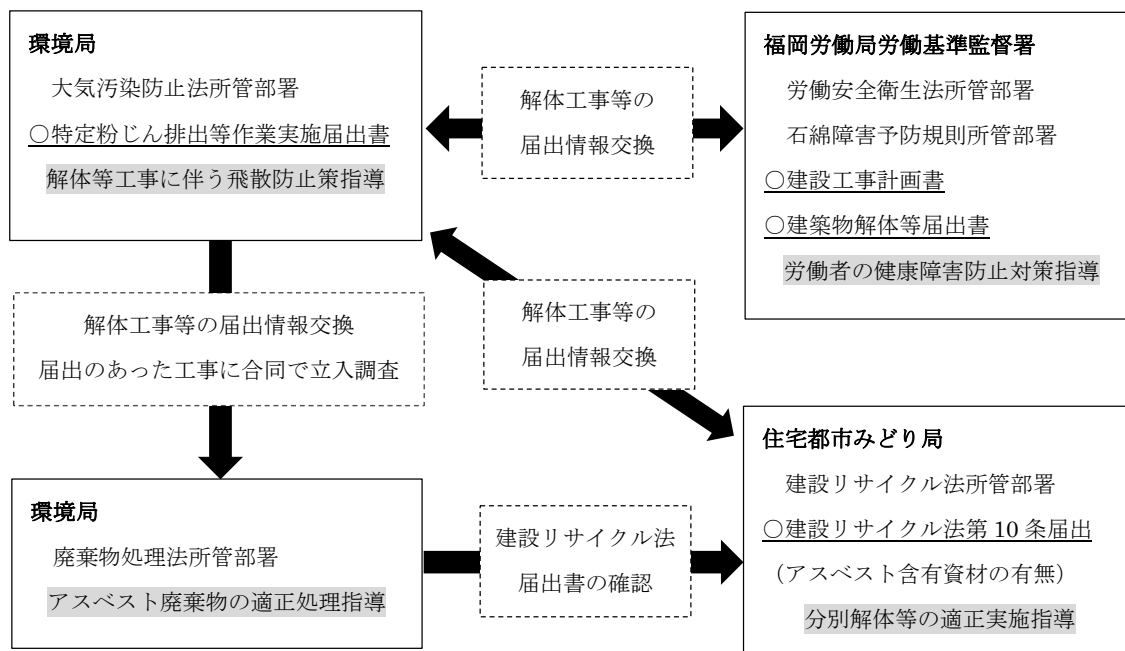 環境局
大気汚染防止法所管部署
○特定粉じん排出等作業実施届出書
解体等工事に伴う飛散防止策指導
解体工事等の
届出情報交換
福岡労働局労働基準監督署
労働安全衛生法所管部署
石綿障害予防規則所管部署
○建設工事計画書
○建築物解体等届出書
労働者の健康障害防止対策指導
解体工事等の届出情報交換
届出のあった工事に合同で立入調査
解体工事等の
届出情報交換
環境局
廃棄物処理法所管部署
アスベスト廃棄物の適正処理指導
建設リサイクル法
届出書の確認
住宅都市みどり局
建設リサイクル法所管部署
○建設リサイクル法第 10 条届出
（アスベスト含有資材の有無）
分別解体等の適正実施指導